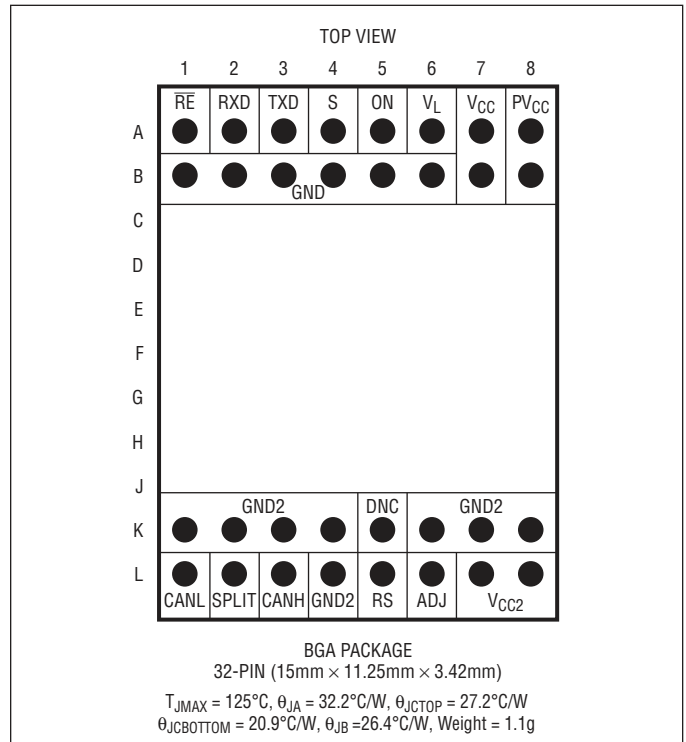 TOP VIEW
1 2 3 4 5 6 7 8
R̅E̅ RXD TXD S ON VL VCC PVCC
A
B
GND
C
D
E
F
G
H
J
GND2 DNC GND2
K
L
CANL SPLIT CANH GND2 RS ADJ VCC2
BGA PACKAGE
32-PIN (15mm × 11.25mm × 3.42mm)
TJMAX = 125°C, θJA = 32.2°C/W, θJCTOP = 27.2°C/W
θJCBOTTOM = 20.9°C/W, θJB =26.4°C/W, Weight = 1.1g